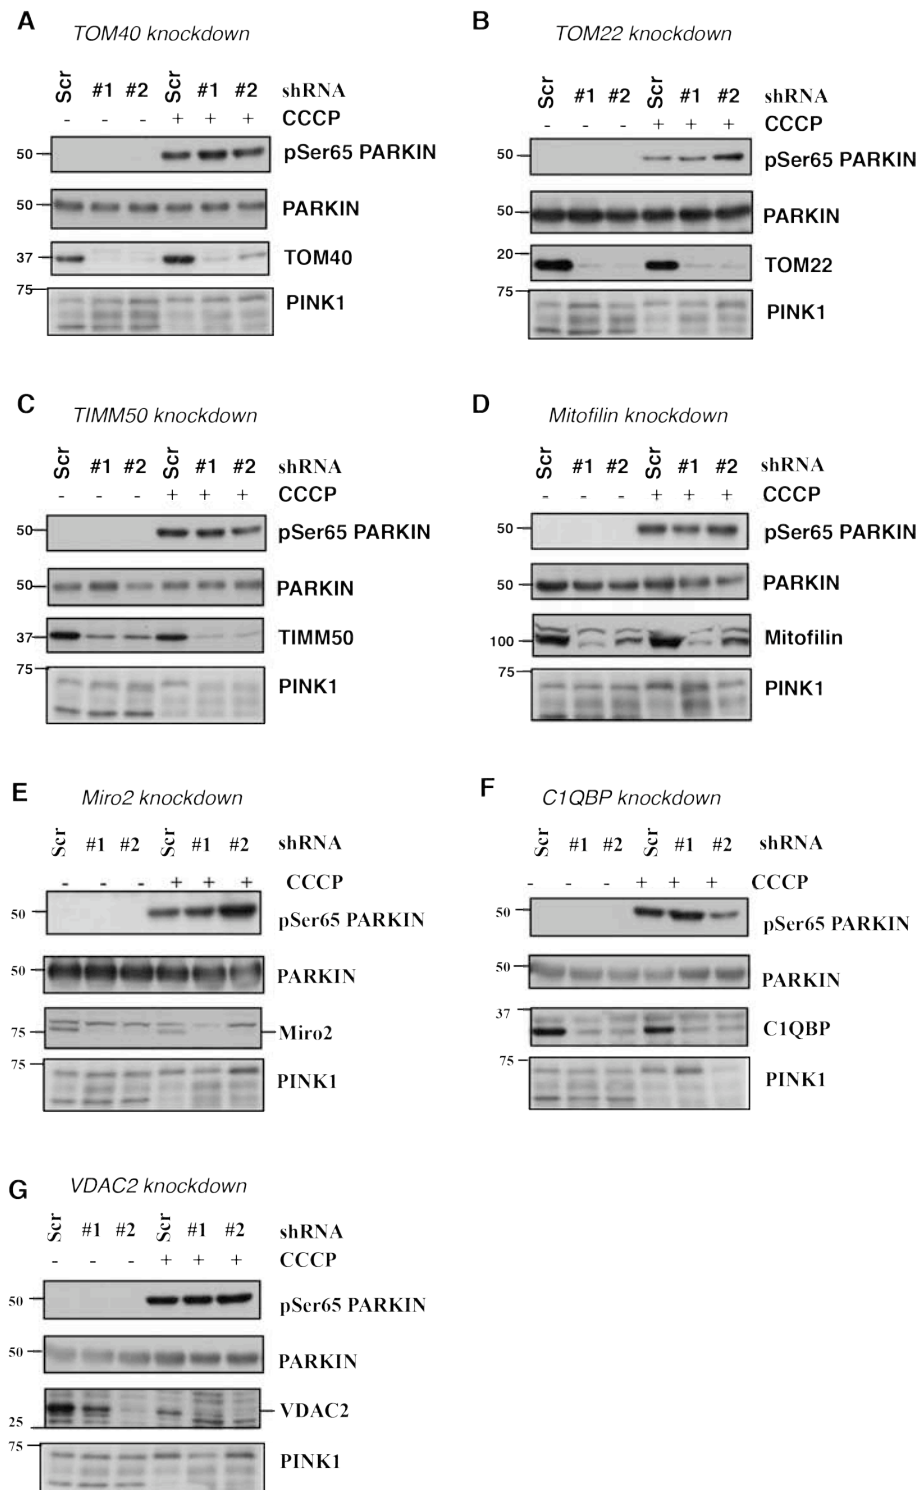 A
TOM40 knockdown
Scr #1 #2 Scr #1 #2 shRNA
- - - + + + CCCP
50 pSer65 PARKIN
50 PARKIN
37 TOM40
75 PINK1
B
TOM22 knockdown
Scr #1 #2 Scr #1 #2 shRNA
- - - + + + CCCP
50 pSer65 PARKIN
50 PARKIN
20 TOM22
75 PINK1
C
TIMM50 knockdown
Scr #1 #2 Scr #1 #2 shRNA
- - - + + + CCCP
50 pSer65 PARKIN
50 PARKIN
37 TIMM50
75 PINK1
D
Mitofilin knockdown
Scr #1 #2 Scr #1 #2 shRNA
- - - + + + CCCP
50 pSer65 PARKIN
50 PARKIN
100 Mitofilin
75 PINK1
E
Miro2 knockdown
Scr #1 #2 Scr #1 #2 shRNA
- - - + + + CCCP
50 pSer65 PARKIN
50 PARKIN
75 Miro2
75 PINK1
F
C1QBP knockdown
Scr #1 #2 Scr #1 #2 shRNA
- - - + + + CCCP
50 pSer65 PARKIN
50 PARKIN
37 C1QBP
75 PINK1
G
VDAC2 knockdown
Scr #1 #2 Scr #1 #2 shRNA
- - - + + + CCCP
50 pSer65 PARKIN
50 PARKIN
25 VDAC2
75 PINK1